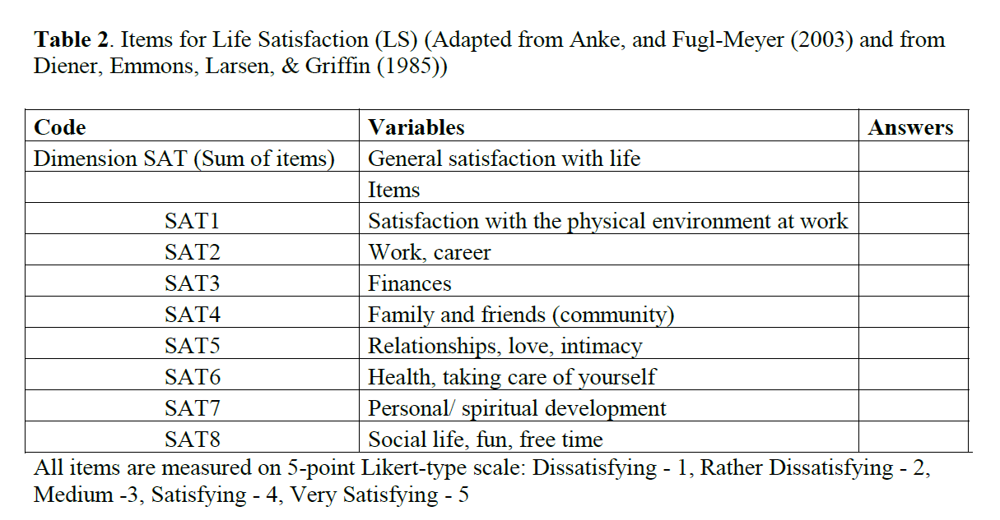 Table 2. Items for Life Satisfaction (LS) (Adapted from Anke, and Fugl-Meyer (2003) and from
Diener, Emmons, Larsen, & Griffin (1985))
Code Variables Answers
Dimension SAT (Sum of items) General satisfaction with life
Items
SAT1 Satisfaction with the physical environment at work
SAT2 Work, career
SAT3 Finances
SAT4 Family and friends (community)
SAT5 Relationships, love, intimacy
SAT6 Health, taking care of yourself
SAT7 Personal/ spiritual development
SAT8 Social life, fun, free time
All items are measured on 5-point Likert-type scale: Dissatisfying - 1, Rather Dissatisfying - 2,
Medium -3, Satisfying - 4, Very Satisfying - 5